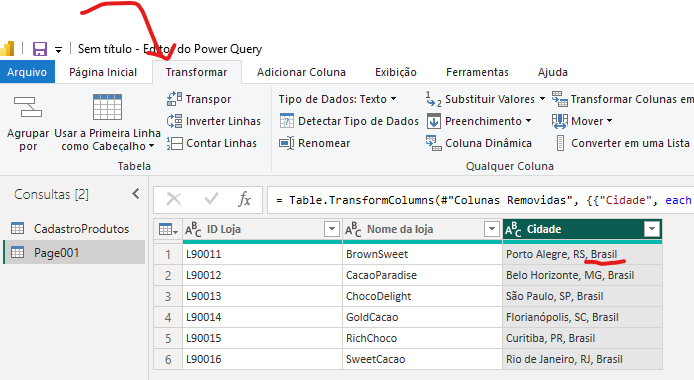 Sem título - Editor do Power Query
Arquivo Página Inicial Transformar Adicionar Coluna Exibição Ferramentas Ajuda
Agrupar por
Usar a Primeira Linha como Cabeçalho
Transpor
Inverter Linhas
Contar Linhas
Tabela
Tipo de Dados: Texto
Detectar Tipo de Dados
Renomear
Substituir Valores
Preenchimento
Coluna Dinâmica
Transformar Colunas em
Mover
Converter em uma Lista
Qualquer Coluna
Consultas [2]
CadastroProdutos
Page001
fx = Table.TransformColumns(#"Colunas Removidas", {{"Cidade", each
ABC ID Loja ABC Nome da loja ABC Cidade
1 L90011 BrownSweet Porto Alegre, RS, Brasil
2 L90012 CacaoParadise Belo Horizonte, MG, Brasil
3 L90013 ChocoDelight São Paulo, SP, Brasil
4 L90014 GoldCacao Florianópolis, SC, Brasil
5 L90015 RichChoco Curitiba, PR, Brasil
6 L90016 SweetCacao Rio de Janeiro, RJ, Brasil